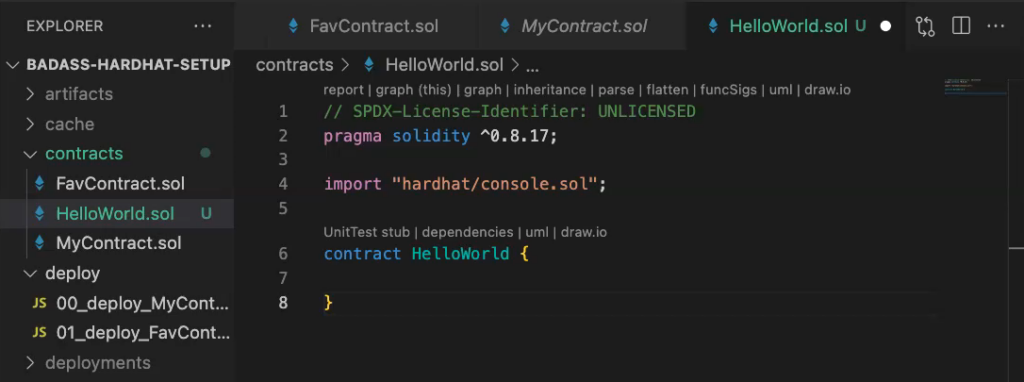 EXPLORER ...
BADASS-HARDHAT-SETUP
artifacts
cache
contracts
FavContract.sol
HelloWorld.sol U
MyContract.sol
deploy
JS 00_deploy_MyCont...
JS 01_deploy_FavCont...
deployments
FavContract.sol MyContract.sol HelloWorld.sol U ...
contracts > HelloWorld.sol > ...
report | graph (this) | graph | inheritance | parse | flatten | funcSigs | uml | draw.io
1 // SPDX-License-Identifier: UNLICENSED
2 pragma solidity ^0.8.17;
3
4 import "hardhat/console.sol";
5
UnitTest stub | dependencies | uml | draw.io
6 contract HelloWorld {
7
8 }